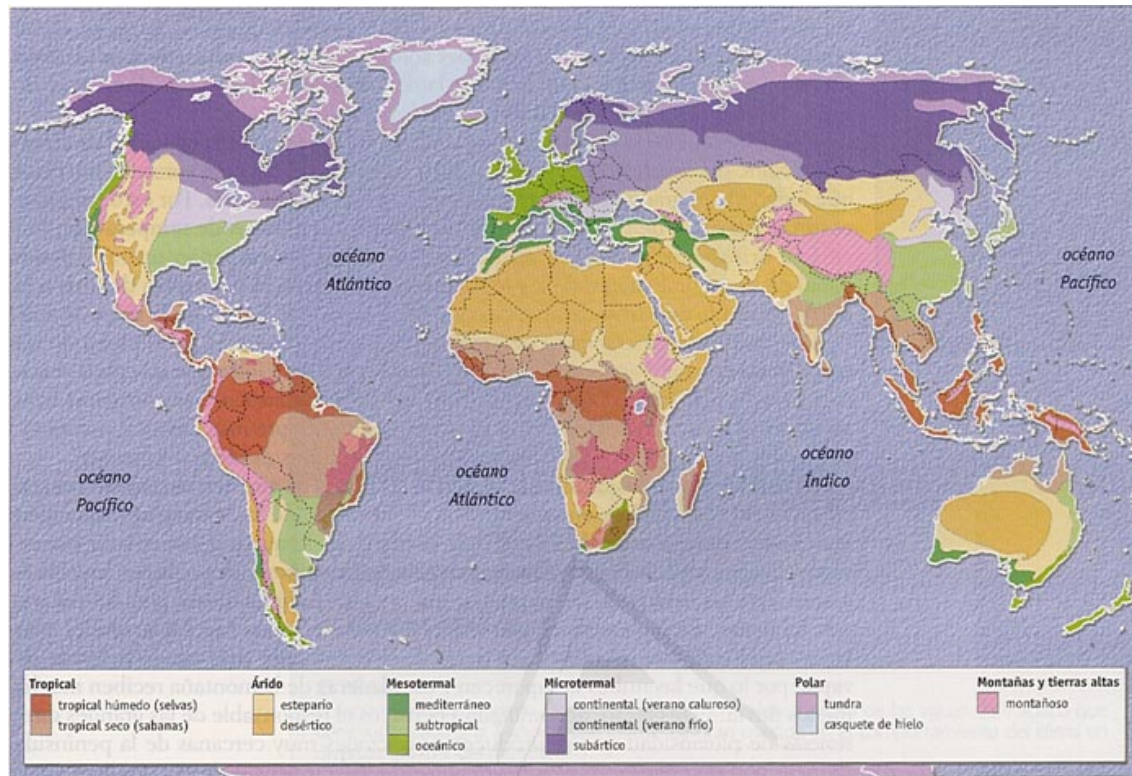 océano
Atlántico
océano
Pacífico
océano
Pacífico
océano
Atlántico
océano
Índico
Tropical
tropical húmedo (selvas)
tropical seco (sabanas)
Árido
estepario
desértico
Mesotermal
mediterráneo
subtropical
oceánico
Microtermal
continental (verano caluroso)
continental (verano frío)
subártico
Polar
tundra
casquete de hielo
Montañas y tierras altas
montañoso